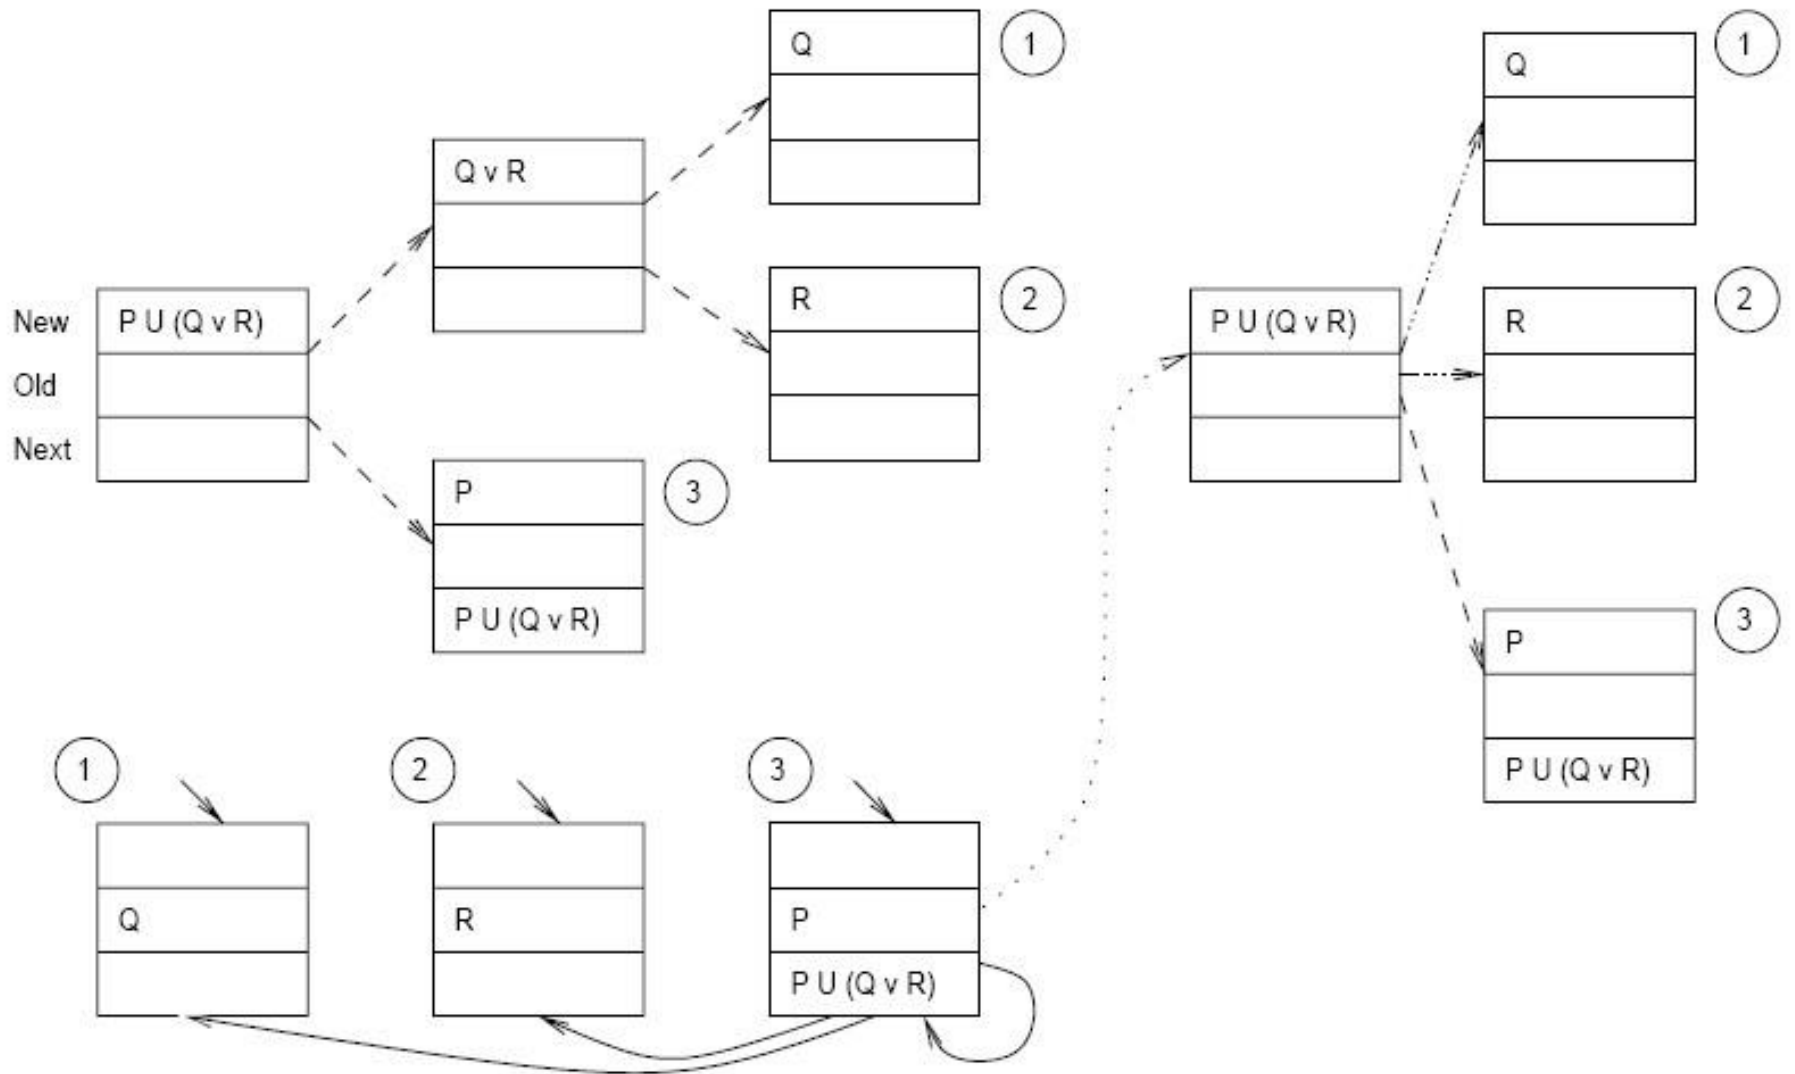 Q
1
Q v R
R
2
New
P U (Q v R)
Old
Next
P
3
P U (Q v R)
Q
1
P U (Q v R)
R
2
P
3
P U (Q v R)
1
2
3
Q
R
P
P U (Q v R)